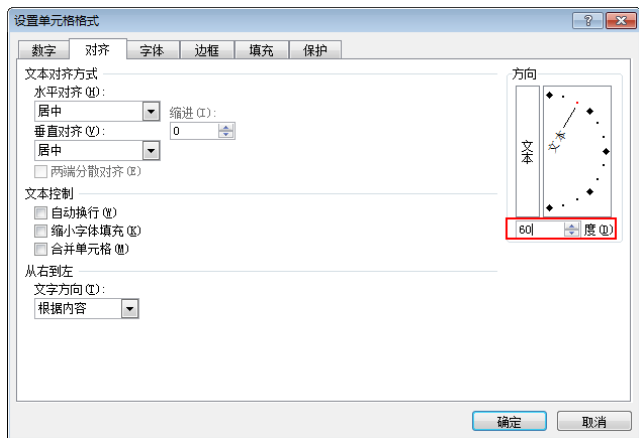 设置单元格格式
数字 对齐 字体 边框 填充 保护
文本对齐方式
水平对齐(H):
居中
缩进(I):
垂直对齐(V):
0
居中
两端分散对齐(E)
文本控制
自动换行(W)
缩小字体填充(K)
合并单元格(M)
从右到左
文字方向(T):
根据内容
方向
文本
文本
60 度(D)
确定 取消